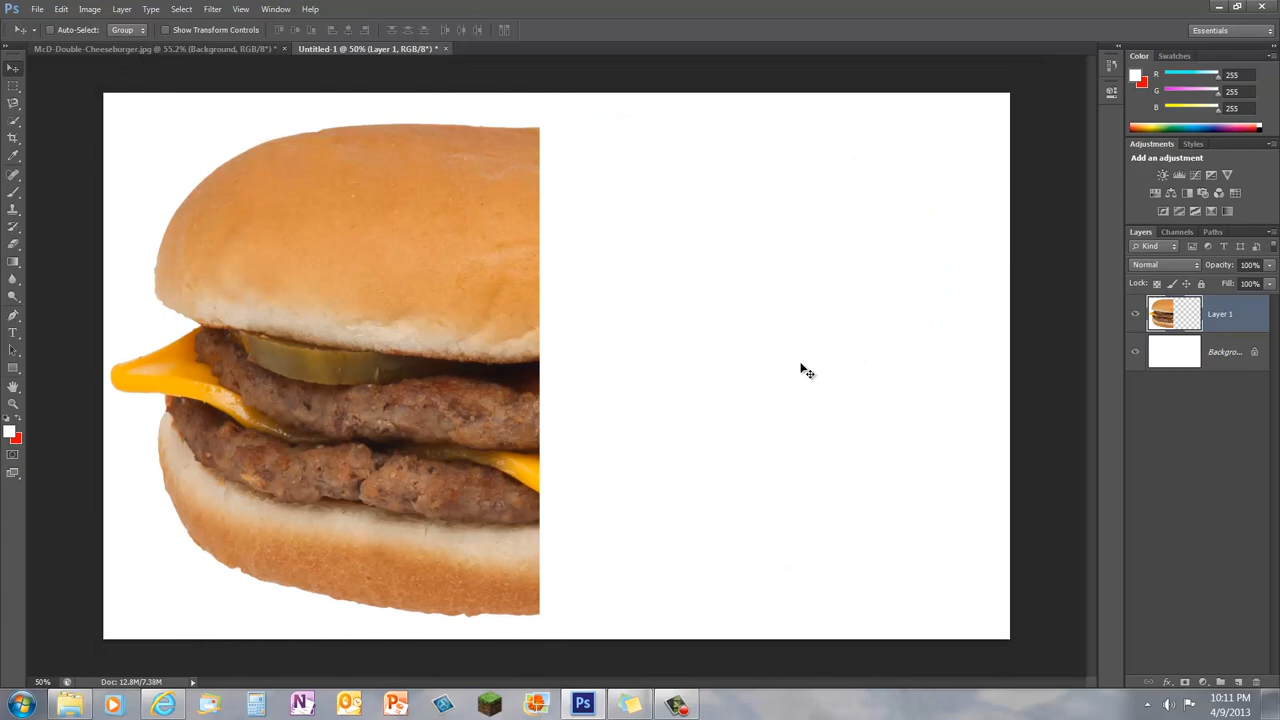 Ps File Edit Image Layer Type Select Filter View Window Help
Auto-Select: Group Show Transform Controls Essentials
McD-Double-Cheeseburger.jpg @ 55.2% (Background, RGB/8*) * × Untitled-1 @ 50% (Layer 1, RGB/8*) * ×
Color Swatches
R 255
G 255
B 255
Adjustments Styles
Add an adjustment
Layers Channels Paths
Kind
Normal Opacity: 100%
Lock: Fill: 100%
Layer 1
Backgro...
50% Doc: 12.8M/7.38M
10:11 PM
4/9/2013